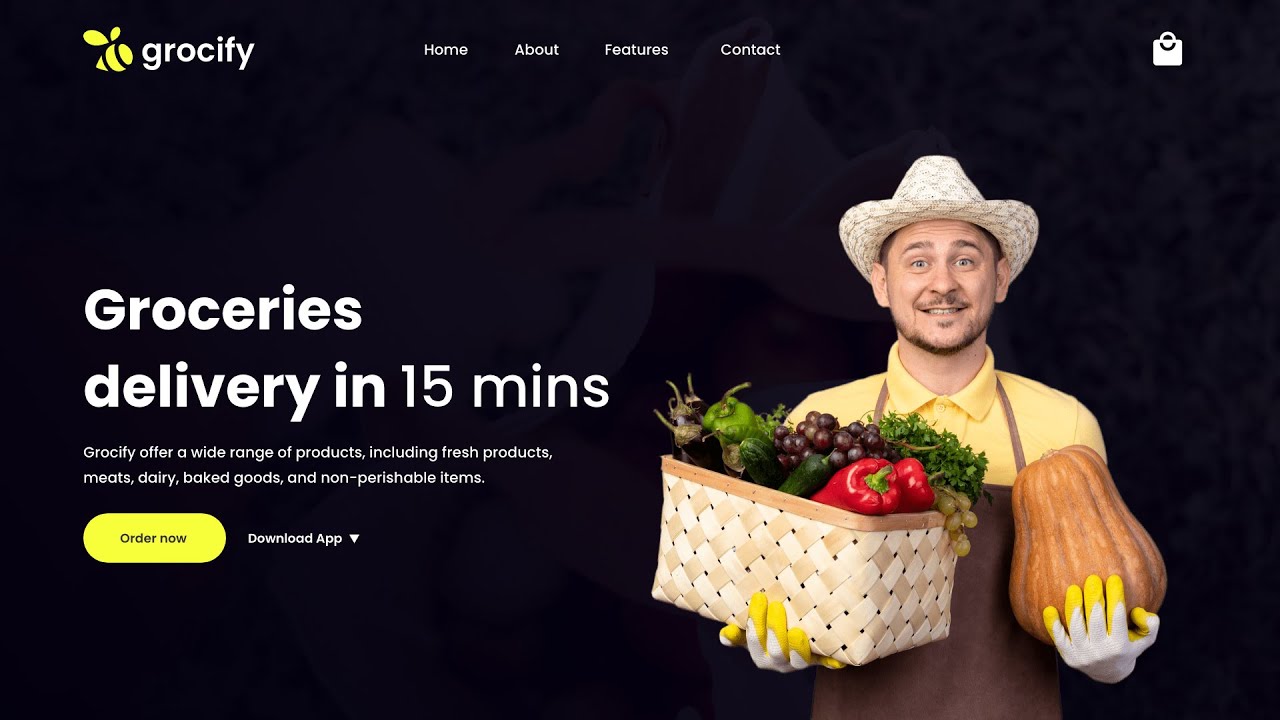 grocify
Home About Features Contact
Groceries
delivery in 15 mins
Grocify offer a wide range of products, including fresh products,
meats, dairy, baked goods, and non-perishable items.
Order now Download App